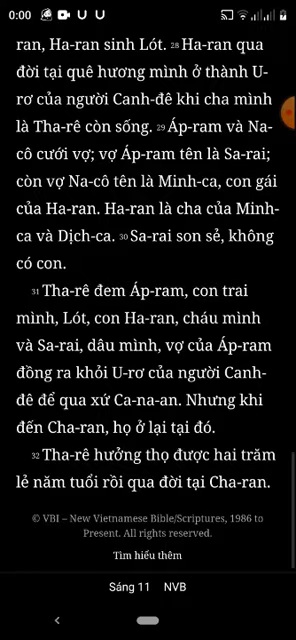 0:00
ran, Ha-ran sinh Lót. 28 Ha-ran qua
đời tại quê hương mình ở thành U-
rơ của người Canh-đê khi cha mình
là Tha-rê còn sống. 29 Áp-ram và Na-
cô cưới vợ; vợ Áp-ram tên là Sa-rai;
còn vợ Na-cô tên là Minh-ca, con gái
của Ha-ran. Ha-ran là cha của Minh-
ca và Dịch-ca. 30 Sa-rai son sẻ, không
có con.
31 Tha-rê đem Áp-ram, con trai
mình, Lót, con Ha-ran, cháu mình
và Sa-rai, dâu mình, vợ của Áp-ram
đồng ra khỏi U-rơ của người Canh-
đê để qua xứ Ca-na-an. Nhưng khi
đến Cha-ran, họ ở lại tại đó.
32 Tha-rê hưởng thọ được hai trăm
lẻ năm tuổi rồi qua đời tại Cha-ran.
© VBI – New Vietnamese Bible/Scriptures, 1986 to
Present. All rights reserved.
Tìm hiểu thêm
Sáng 11 NVB